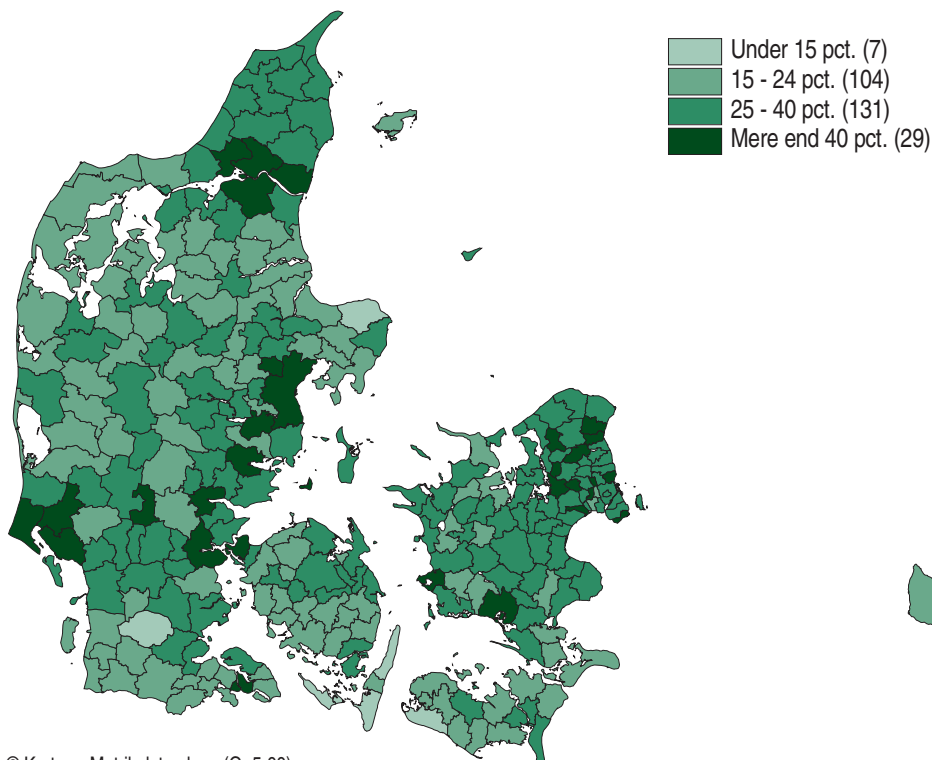 Under 15 pct. (7)
15 - 24 pct. (104)
25 - 40 pct. (131)
Mere end 40 pct. (29)
©